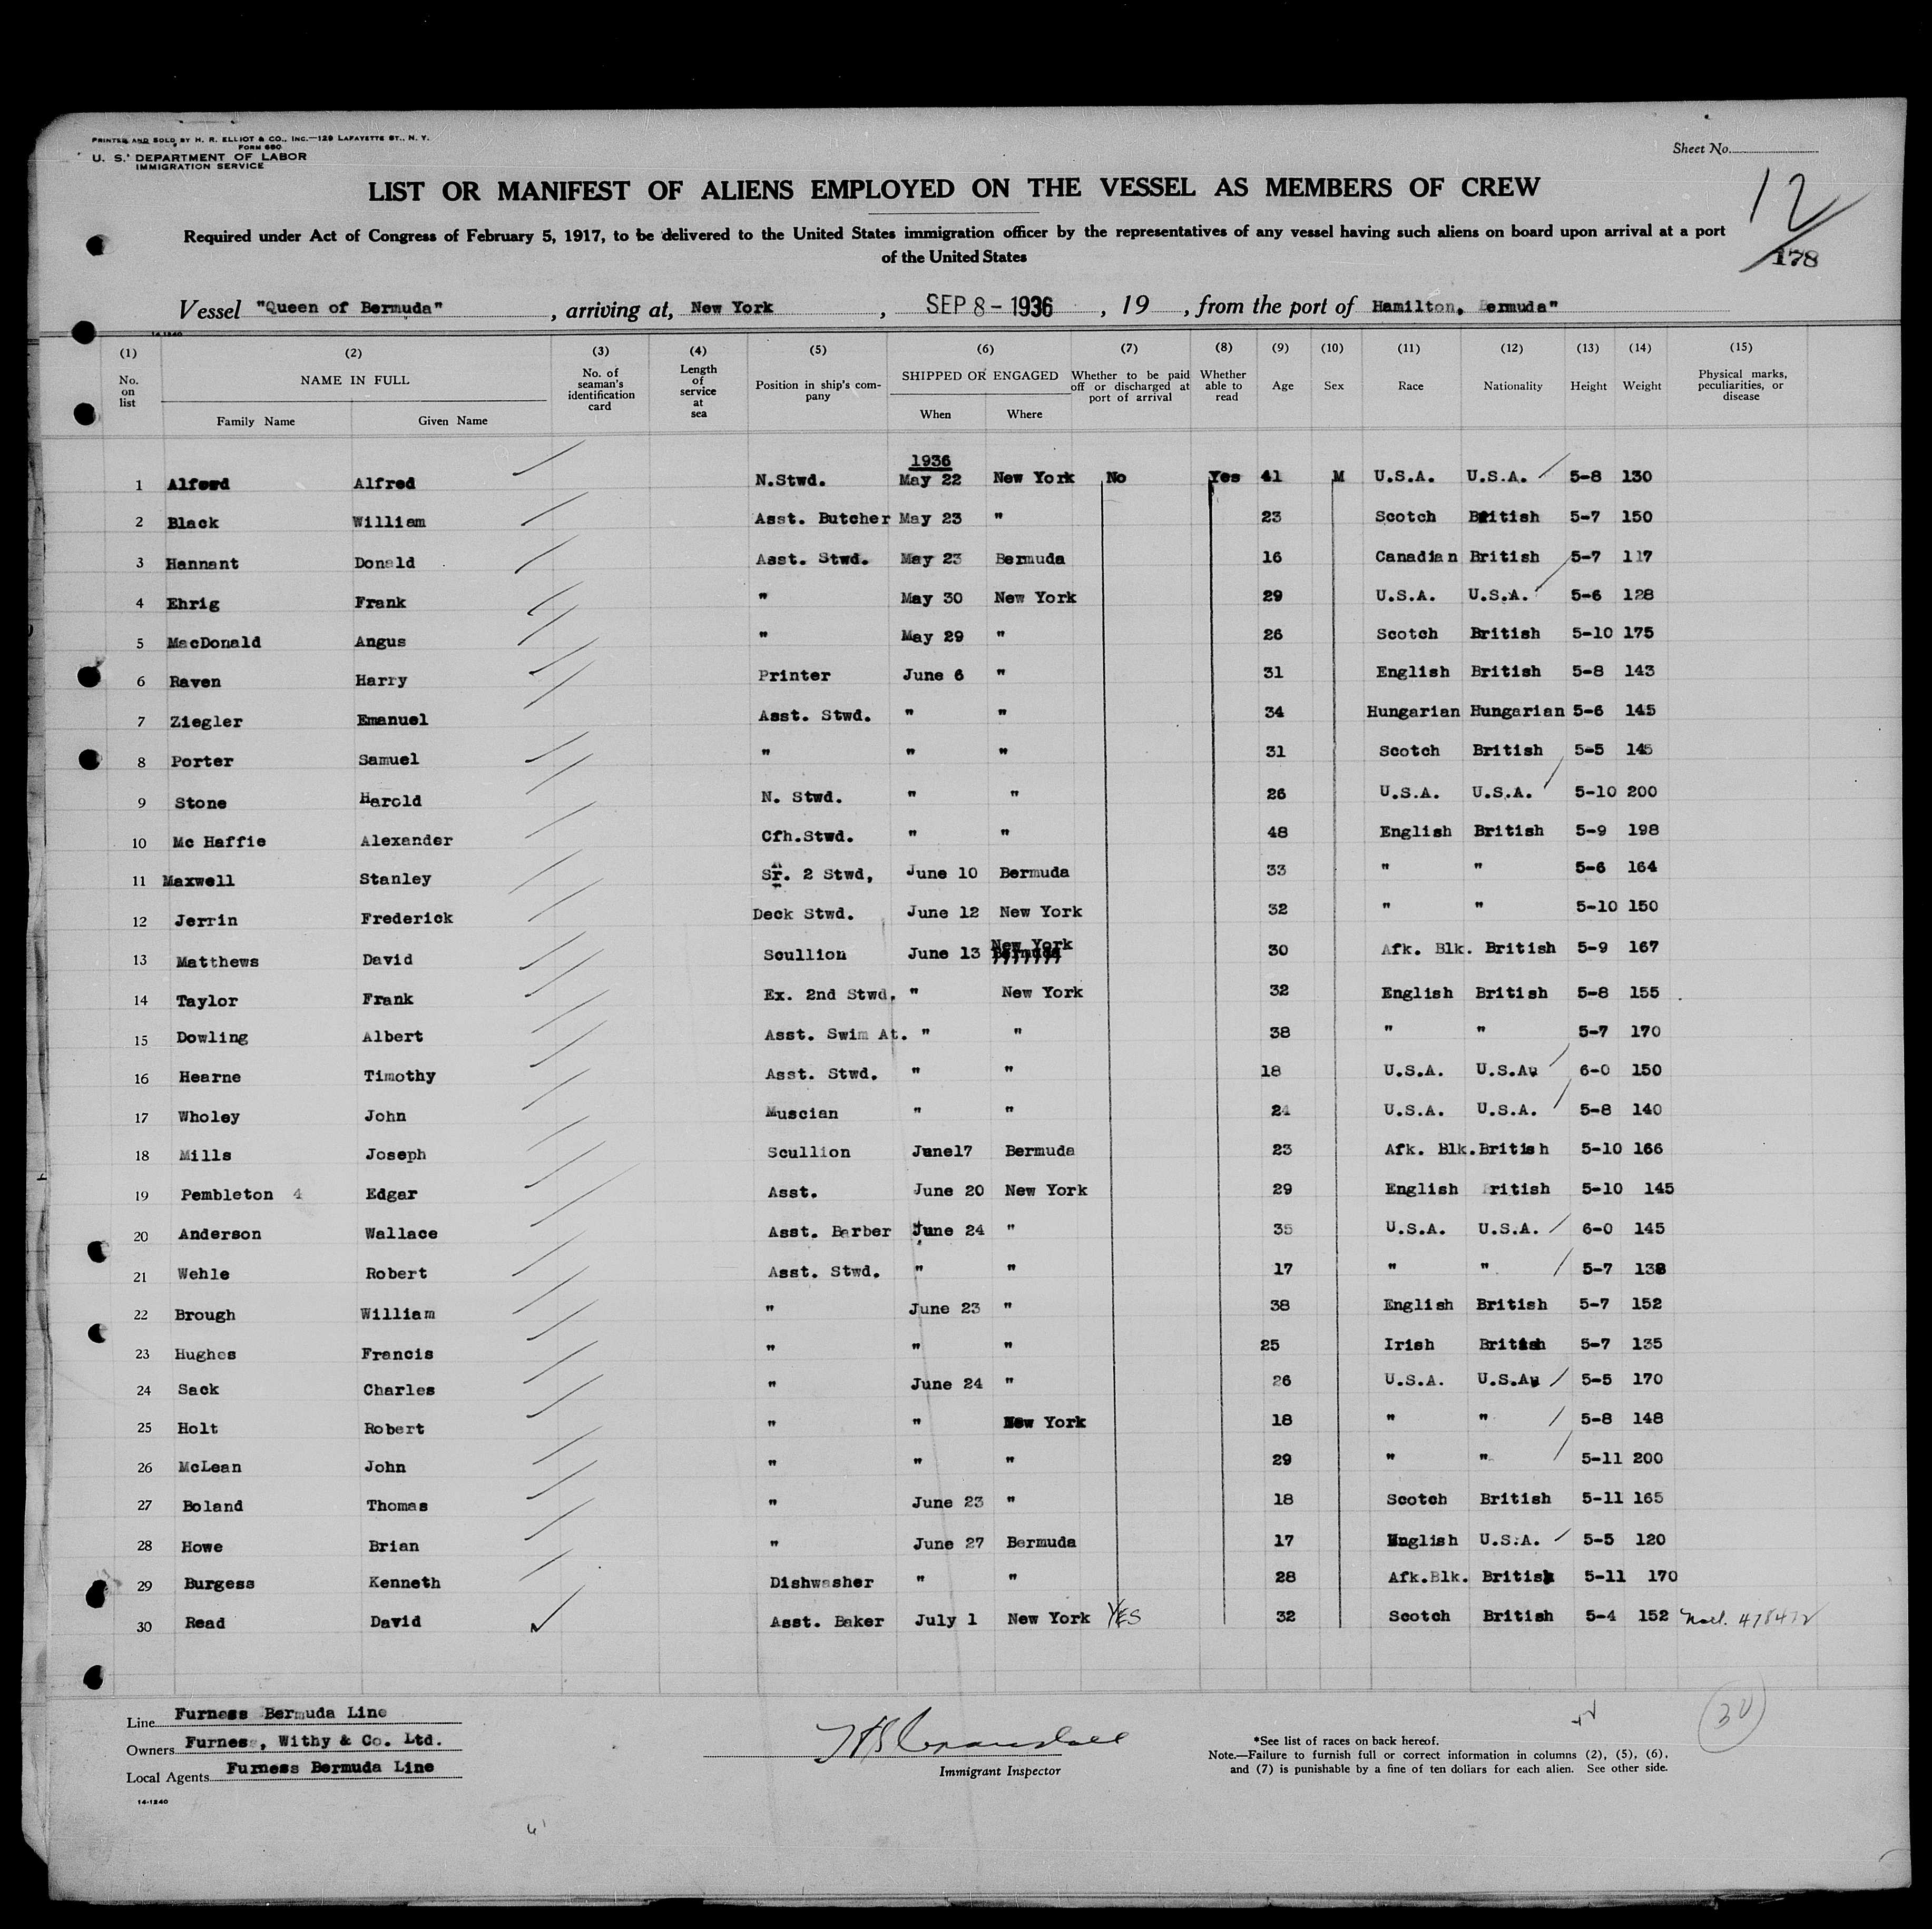 PRINTED AND SOLD BY H. R. ELLIOT & CO., INC.—129 LAFAYETTE ST., N. Y.
FORM 680
U. S. DEPARTMENT OF LABOR
IMMIGRATION SERVICE
Sheet No.
LIST OR MANIFEST OF ALIENS EMPLOYED ON THE VESSEL AS MEMBERS OF CREW
12
178
Required under Act of Congress of February 5, 1917, to be delivered to the United States immigration officer by the representatives of any vessel having such aliens on board upon arrival at a port
of the United States
Vessel "Queen of Bermuda" , arriving at, New York , SEP 8 - 1936 , 19 , from the port of Hamilton, Bermuda"
14-1240
(1) (2) (3) (4) (5) (6) (7) (8) (9) (10) (11) (12) (13) (14) (15)
No. on list NAME IN FULL Family Name Given Name No. of seaman's identification card Length of service at sea Position in ship's company SHIPPED OR ENGAGED When Where Whether to be paid off or discharged at port of arrival Whether able to read Age Sex Race Nationality Height Weight Physical marks, peculiarities, or disease
1936
1 Alford Alfred N.Stwd. May 22 New York No Yes 41 M U.S.A. U.S.A. 5-8 130
2 Black William Asst. Butcher May 23 " 23 Scotch British 5-7 150
3 Hannant Donald Asst. Stwd. May 23 Bermuda 16 Canadian British 5-7 117
4 Ehrig Frank " May 30 New York 29 U.S.A. U.S.A. 5-6 128
5 MacDonald Angus " May 29 " 26 Scotch British 5-10 175
6 Raven Harry Printer June 6 " 31 English British 5-8 143
7 Ziegler Emanuel Asst. Stwd. " " 34 Hungarian Hungarian 5-6 145
8 Porter Samuel " " " 31 Scotch British 5-5 145
9 Stone Harold N. Stwd. " " 26 U.S.A. U.S.A. 5-10 200
10 Mc Haffie Alexander Cfh.Stwd. " " 48 English British 5-9 198
11 Maxwell Stanley Sr. 2 Stwd, June 10 Bermuda 33 " " 5-6 164
12 Jerrin Frederick Deck Stwd. June 12 New York 32 " " 5-10 150
13 Matthews David Scullion June 13 New York Bermuda 30 Afk. Blk. British 5-9 167
14 Taylor Frank Ex. 2nd Stwd. " New York 32 English British 5-8 155
15 Dowling Albert Asst. Swim At. " " 38 " " 5-7 170
16 Hearne Timothy Asst. Stwd. " " 18 U.S.A. U.S.A. 6-0 150
17 Wholey John Muscian " " 24 U.S.A. U.S.A. 5-8 140
18 Mills Joseph Scullion June17 Bermuda 23 Afk. Blk. British 5-10 166
19 Pembleton 4 Edgar Asst. June 20 New York 29 English British 5-10 145
20 Anderson Wallace Asst. Barber June 24 " 35 U.S.A. U.S.A. 6-0 145
21 Wehle Robert Asst. Stwd. " " 17 " " 5-7 138
22 Brough William " June 23 " 38 English British 5-7 152
23 Hughes Francis " " " 25 Irish British 5-7 135
24 Sack Charles " June 24 " 26 U.S.A. U.S.A. 5-5 170
25 Holt Robert " " New York 18 " " 5-8 148
26 McLean John " " " 29 " " 5-11 200
27 Boland Thomas " June 23 " 18 Scotch British 5-11 165
28 Howe Brian " June 27 Bermuda 17 English U.S.A. 5-5 120
29 Burgess Kenneth Dishwasher " " 28 Afk.Blk. British 5-11 170
30 Read David Asst. Baker July 1 New York YES 32 Scotch British 5-4 152
Line Furness Bermuda Line
Owners Furness, Withy & Co. Ltd.
Local Agents Furness Bermuda Line
14-1240
Immigrant Inspector
*See list of races on back hereof.
Note.—Failure to furnish full or correct information in columns (2), (5), (6),
and (7) is punishable by a fine of ten dollars for each alien. See other side.
30